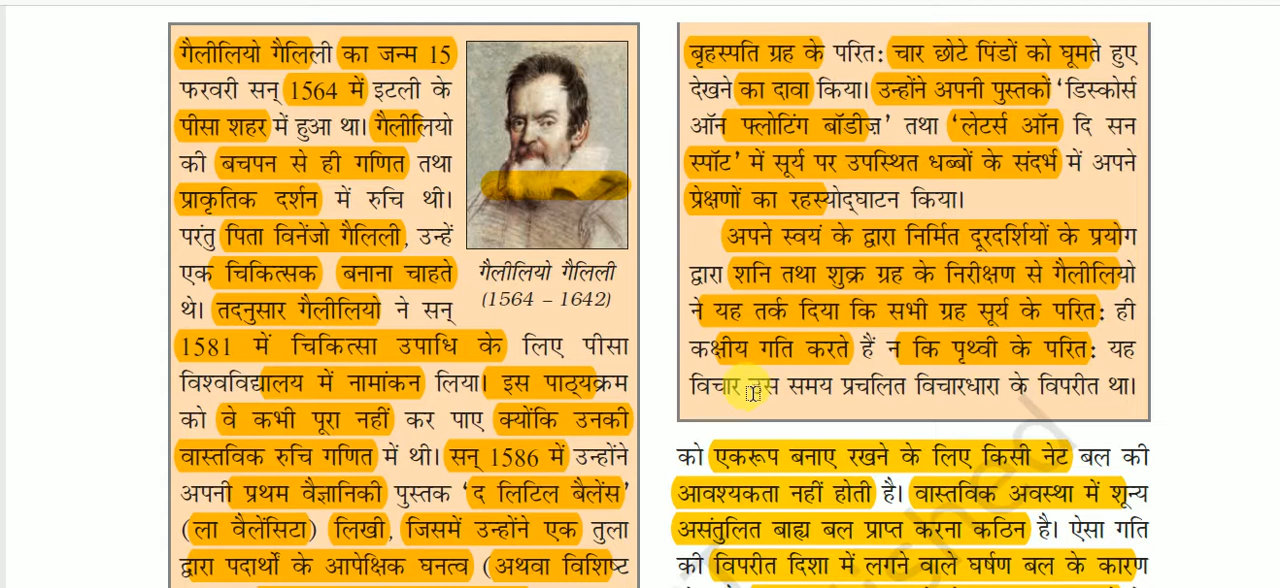 गैलीलियो गैलिली का जन्म 15
फरवरी सन् 1564 में इटली के
पीसा शहर में हुआ था। गैलीलियो
की बचपन से ही गणित तथा
प्राकृतिक दर्शन में रुचि थी।
परंतु पिता विनेंजो गैलिली, उन्हें
एक चिकित्सक बनाना चाहते
थे। तदनुसार गैलीलियो ने सन्
गैलीलियो गैलिली
(1564 – 1642)
1581 में चिकित्सा उपाधि के लिए पीसा
विश्वविद्यालय में नामांकन लिया। इस पाठ्यक्रम
को वे कभी पूरा नहीं कर पाए क्योंकि उनकी
वास्तविक रुचि गणित में थी। सन् 1586 में उन्होंने
अपनी प्रथम वैज्ञानिकी पुस्तक ‘द लिटिल बैलेंस’
(ला वैलेंसिटा) लिखी, जिसमें उन्होंने एक तुला
द्वारा पदार्थों के आपेक्षिक घनत्व (अथवा विशिष्ट
बृहस्पति ग्रह के परितः चार छोटे पिंडों को घूमते हुए
देखने का दावा किया। उन्होंने अपनी पुस्तकों ‘डिस्कोर्स
ऑन फ्लोटिंग बॉडीज़’ तथा ‘लेटर्स ऑन दि सन
स्पॉट’ में सूर्य पर उपस्थित धब्बों के संदर्भ में अपने
प्रेक्षणों का रहस्योद्घाटन किया।
अपने स्वयं के द्वारा निर्मित दूरदर्शियों के प्रयोग
द्वारा शनि तथा शुक्र ग्रह के निरीक्षण से गैलीलियो
ने यह तर्क दिया कि सभी ग्रह सूर्य के परितः ही
कक्षीय गति करते हैं न कि पृथ्वी के परितः यह
विचार उस समय प्रचलित विचारधारा के विपरीत था।
को एकरूप बनाए रखने के लिए किसी नेट बल की
आवश्यकता नहीं होती है। वास्तविक अवस्था में शून्य
असंतुलित बाह्य बल प्राप्त करना कठिन है। ऐसा गति
की विपरीत दिशा में लगने वाले घर्षण बल के कारण